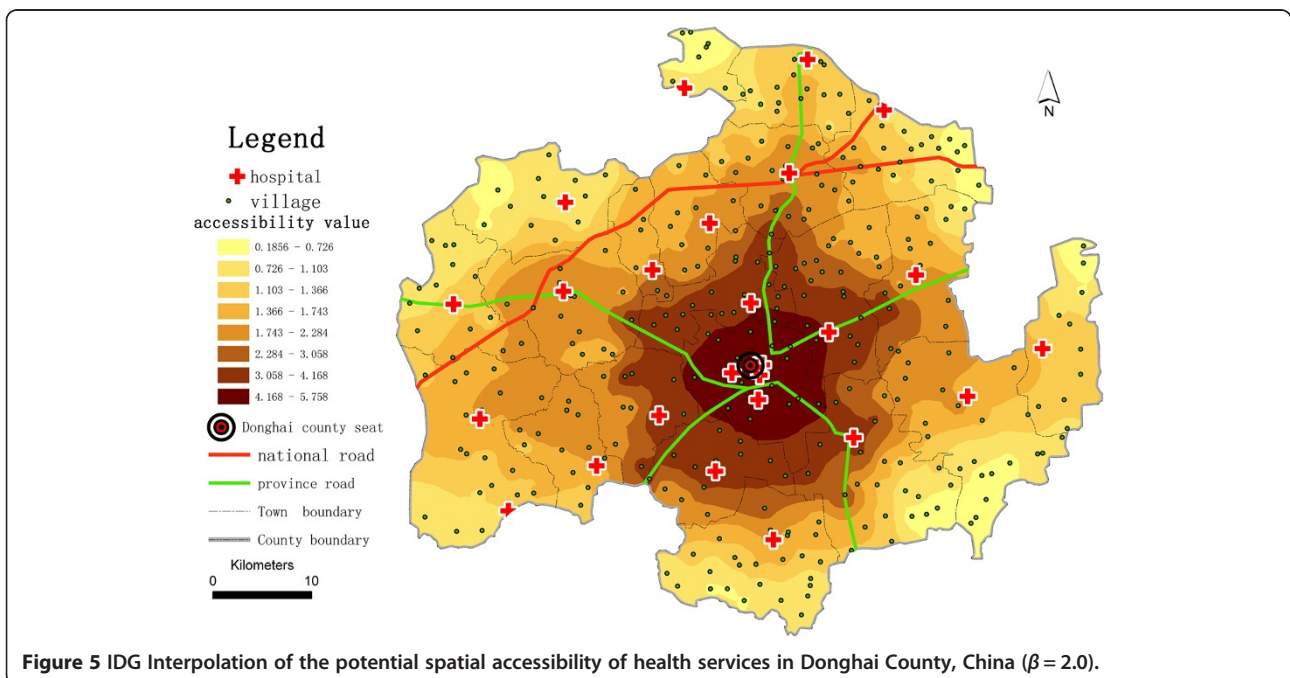 N
Legend
hospital
village
accessibility value
0.1856 - 0.726
0.726 - 1.103
1.103 - 1.366
1.366 - 1.743
1.743 - 2.284
2.284 - 3.058
3.058 - 4.168
4.168 - 5.758
Donghai county seat
national road
province road
Town boundary
County boundary
Kilometers
0 10
Figure 5 IDG Interpolation of the potential spatial accessibility of health services in Donghai County, China (β = 2.0).